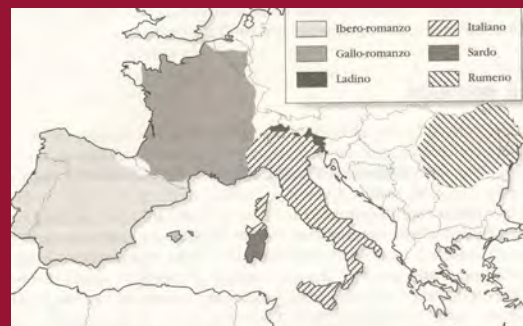 Ibero-romanzo
Gallo-romanzo
Ladino
Italiano
Sardo
Rumeno